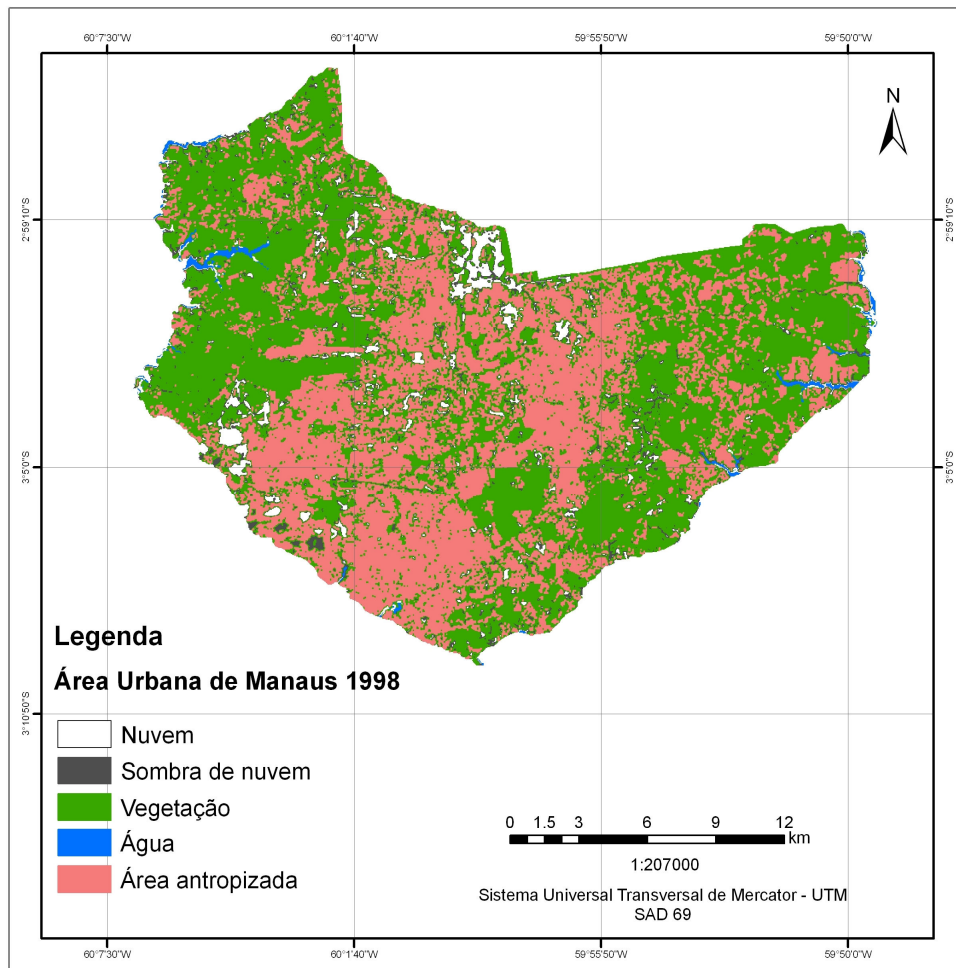 60°7'30"W 60°1'40"W 59°55'50"W 59°50'0"W
N
2°59'10"S 2°59'10"S
3°5'0"S 3°5'0"S
Legenda
Área Urbana de Manaus 1998
3°10'50"S
Nuvem
Sombra de nuvem
Vegetação
Água
Área antropizada
0 1.5 3 6 9 12
km
1:207000
Sistema Universal Transversal de Mercator - UTM
SAD 69
60°7'30"W 60°1'40"W 59°55'50"W 59°50'0"W